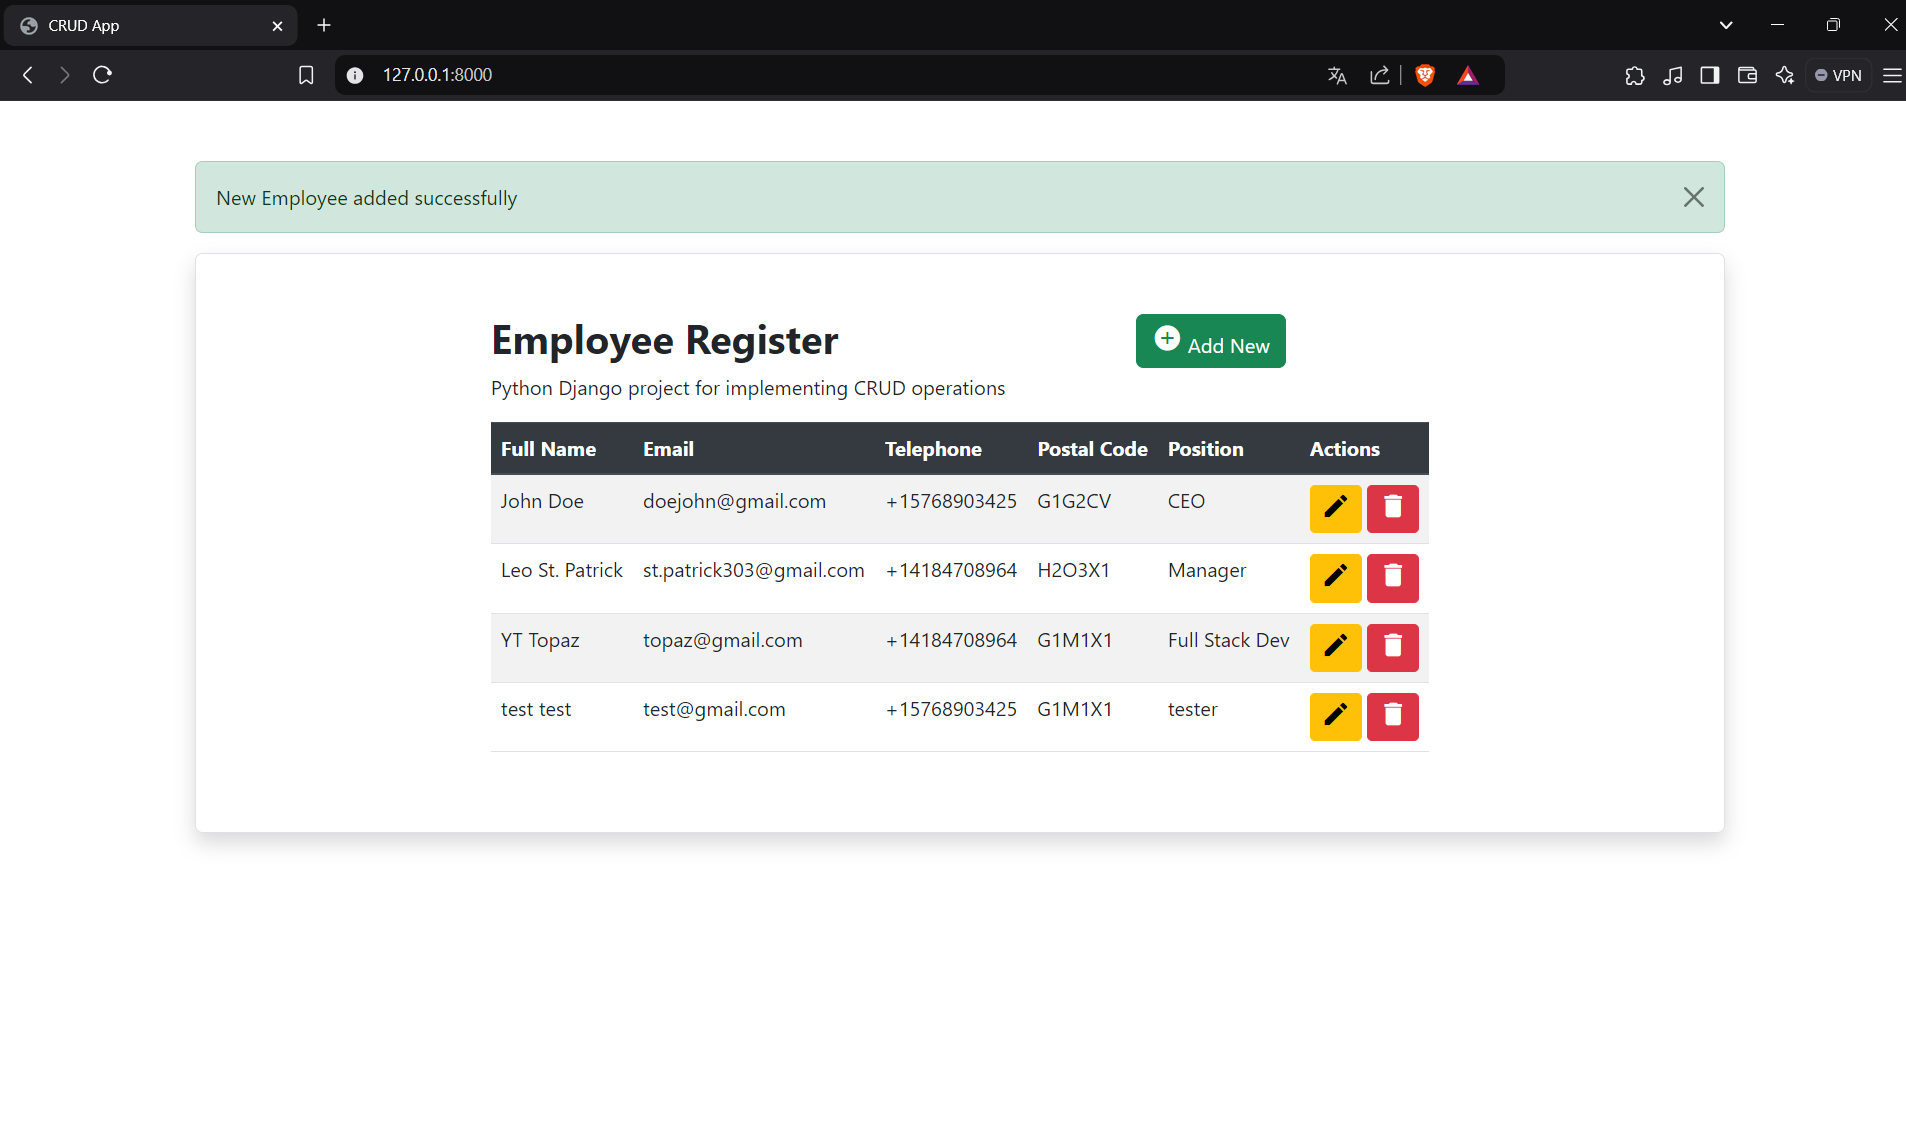 CRUD App
127.0.0.1:8000
VPN
New Employee added successfully
Employee Register
Add New
Python Django project for implementing CRUD operations
Full Name Email Telephone Postal Code Position Actions
John Doe doejohn@gmail.com +15768903425 G1G2CV CEO
Leo St. Patrick st.patrick303@gmail.com +14184708964 H2O3X1 Manager
YT Topaz topaz@gmail.com +14184708964 G1M1X1 Full Stack Dev
test test test@gmail.com +15768903425 G1M1X1 tester